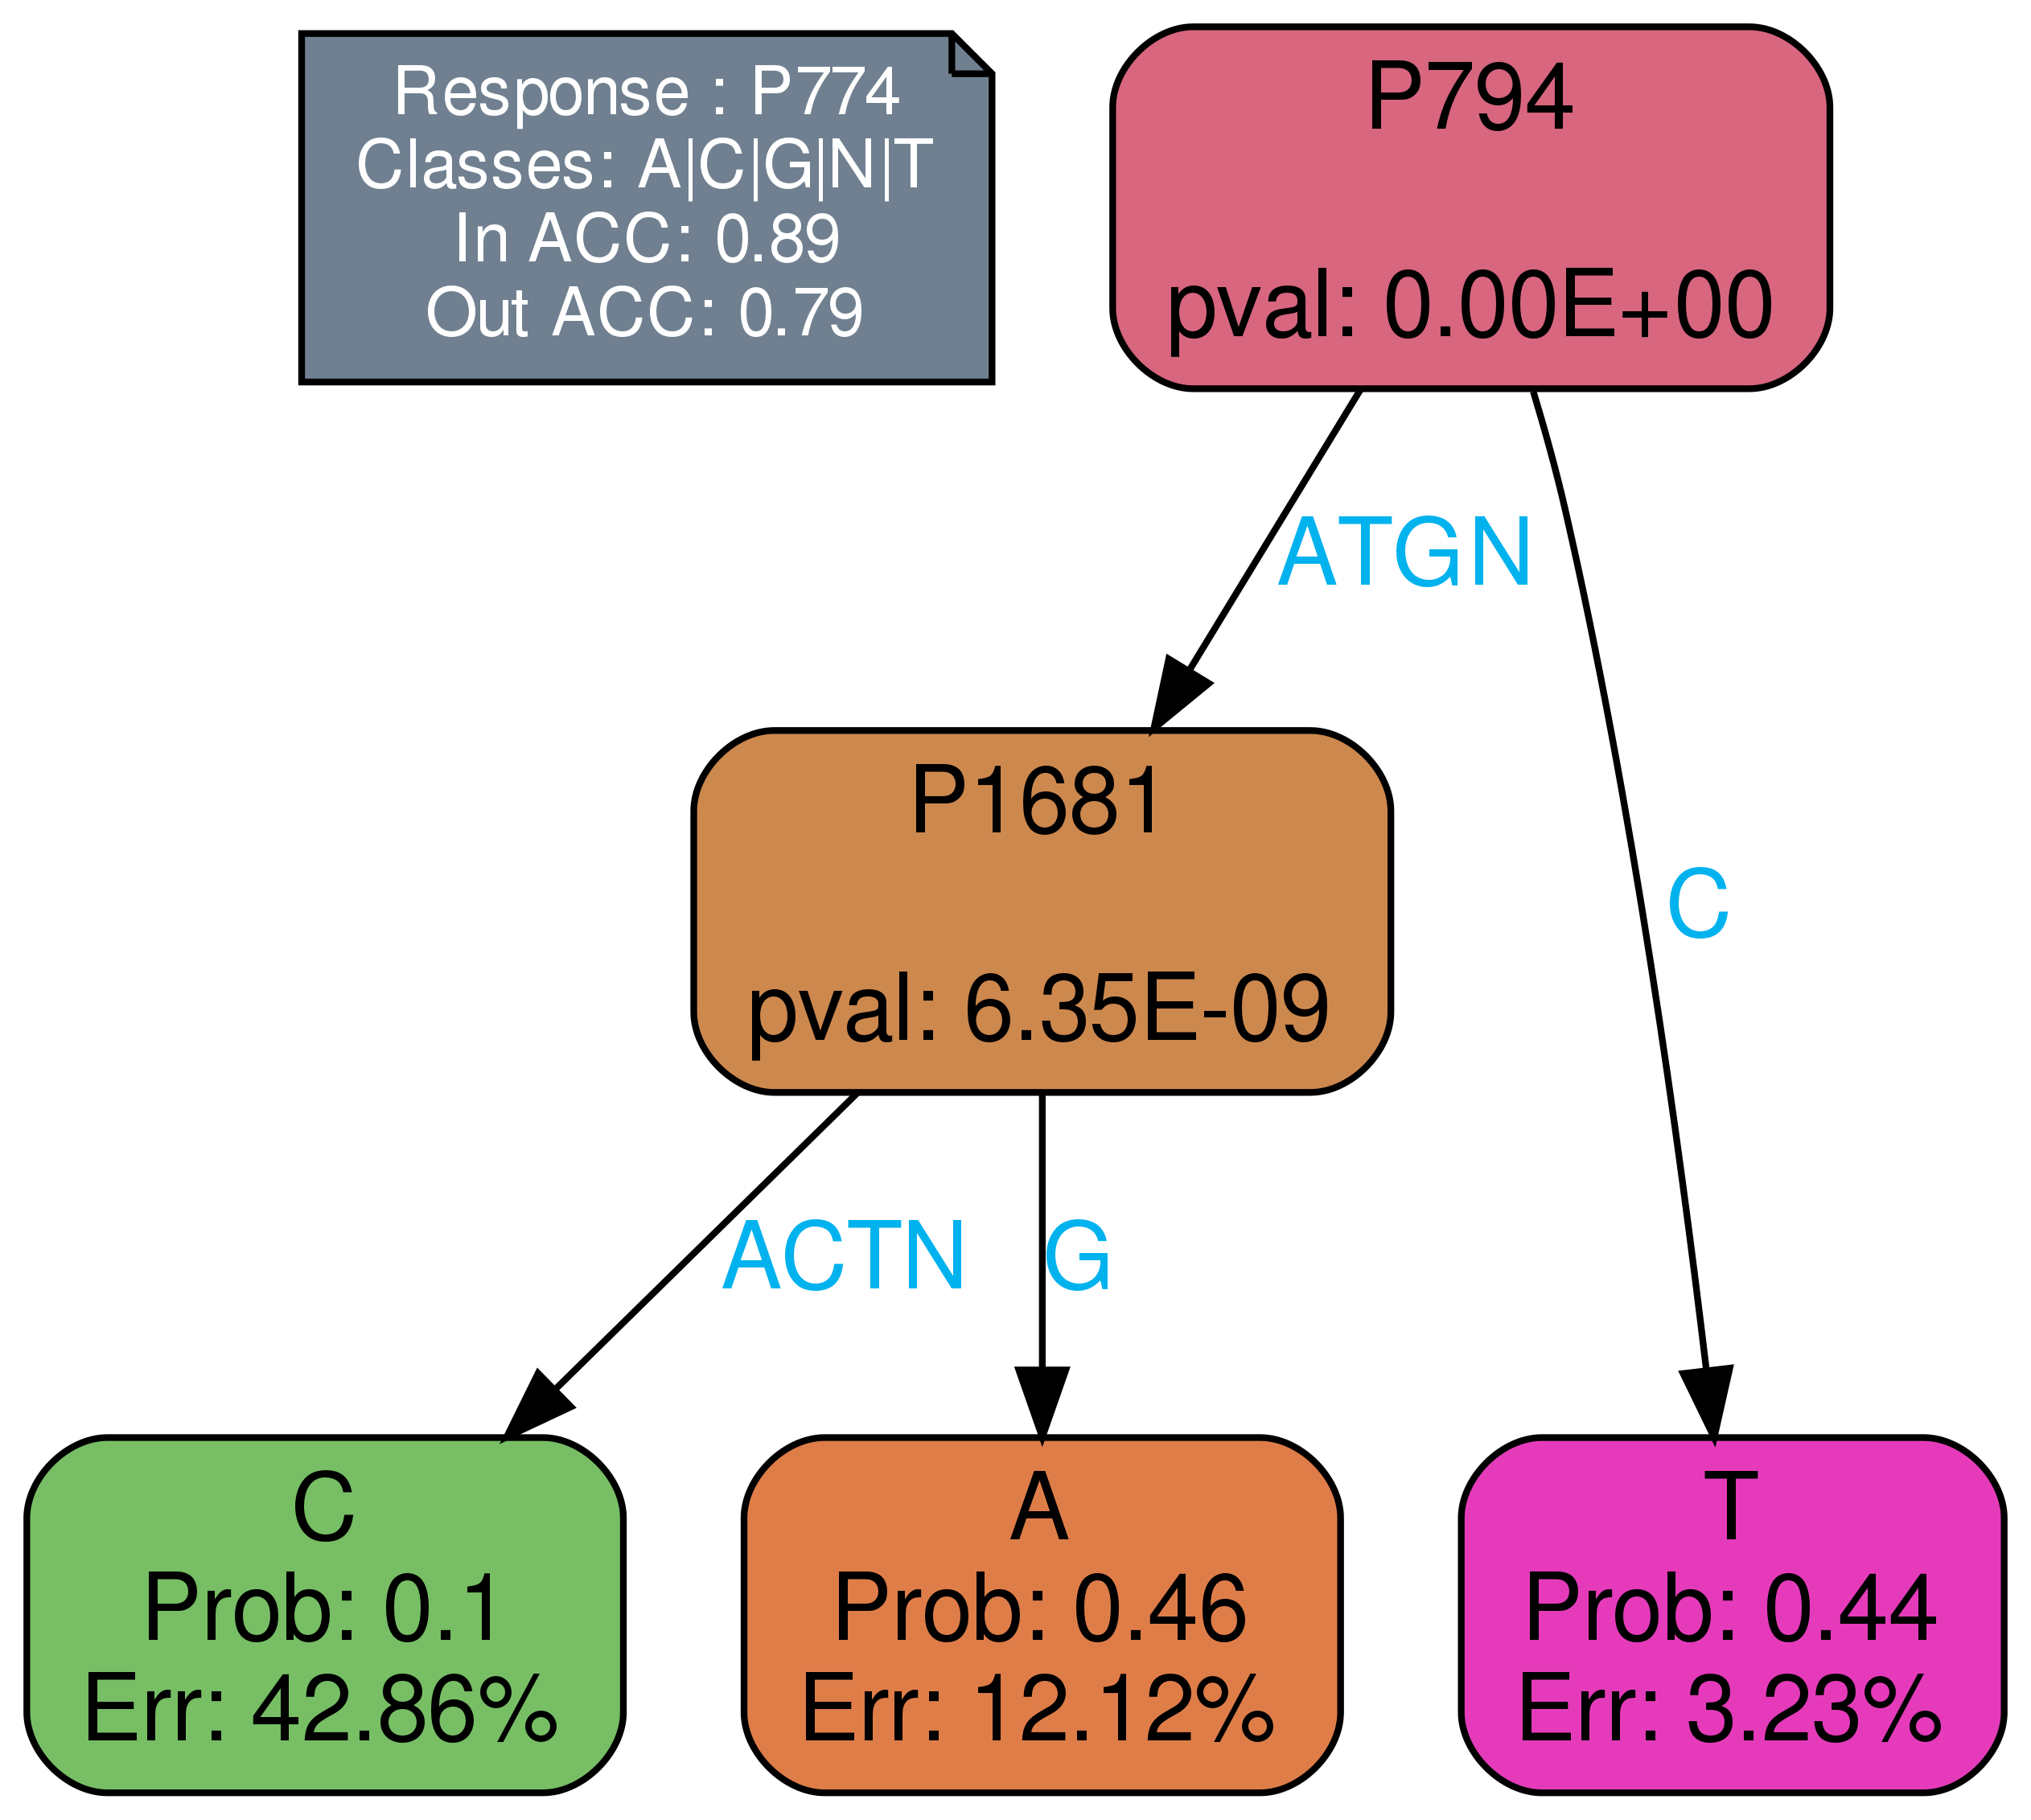 Response : P774
Classes: A|C|G|N|T
In ACC: 0.89
Out ACC: 0.79
P794
pval: 0.00E+00
ATGN
P1681
pval: 6.35E-09
C
ACTN
G
C
Prob: 0.1
Err: 42.86%
A
Prob: 0.46
Err: 12.12%
T
Prob: 0.44
Err: 3.23%